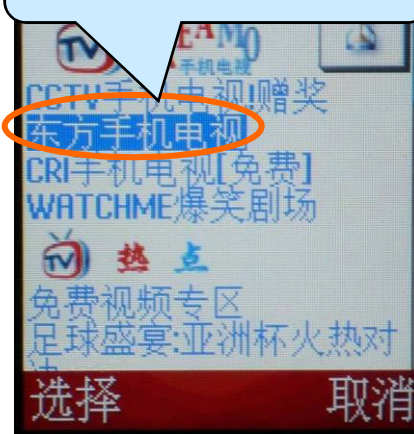 TV
手机电视
CCTV手机电视!赠奖
东方手机电视
CRI手机电视[免费]
WATCHME爆笑剧场
TV 热点
免费视频专区
足球盛宴:亚洲杯火热对
选择 取消